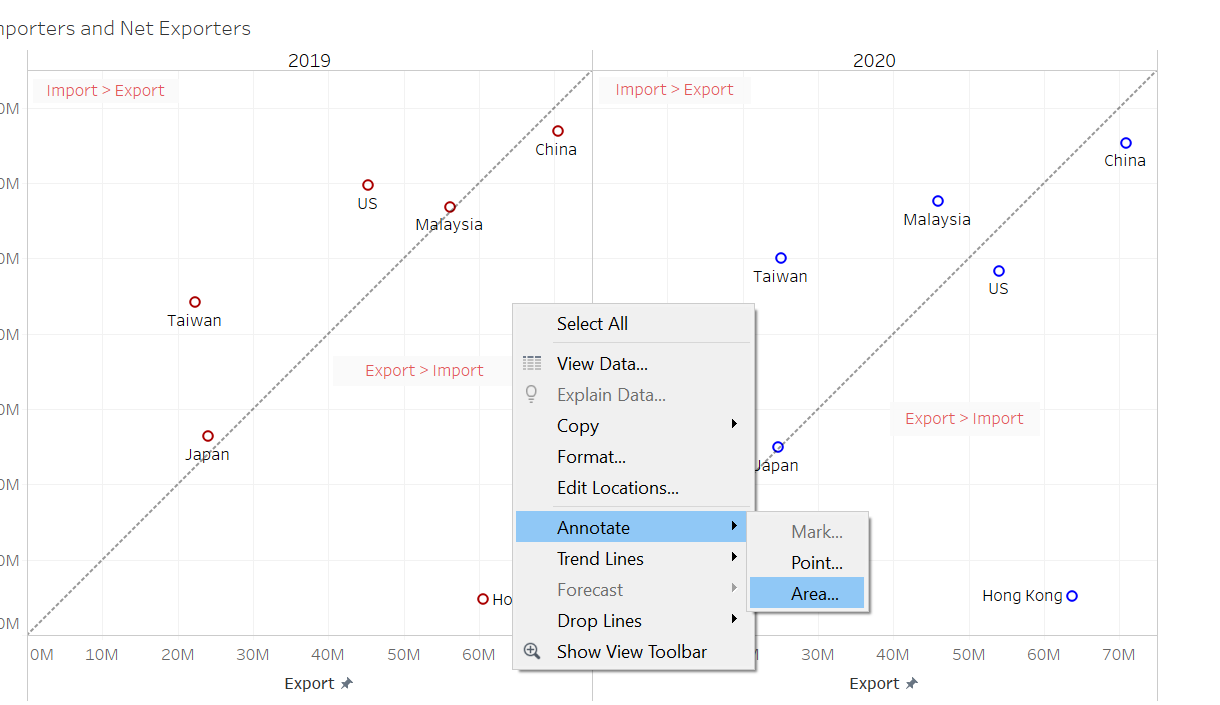 mporters and Net Exporters
2019
2020
Import > Export
Import > Export
0M
China
China
0M
US
Malaysia
Malaysia
0M
Taiwan
US
Taiwan
0M
Export > Import
0M
Japan
Export > Import
Japan
0M
0M
Ho
Hong Kong
0M
Select All
View Data...
Explain Data...
Copy
Format...
Edit Locations...
Annotate
Trend Lines
Forecast
Drop Lines
Show View Toolbar
Mark...
Point...
Area...
0M 10M 20M 30M 40M 50M 60M
M 30M 40M 50M 60M 70M
Export
Export